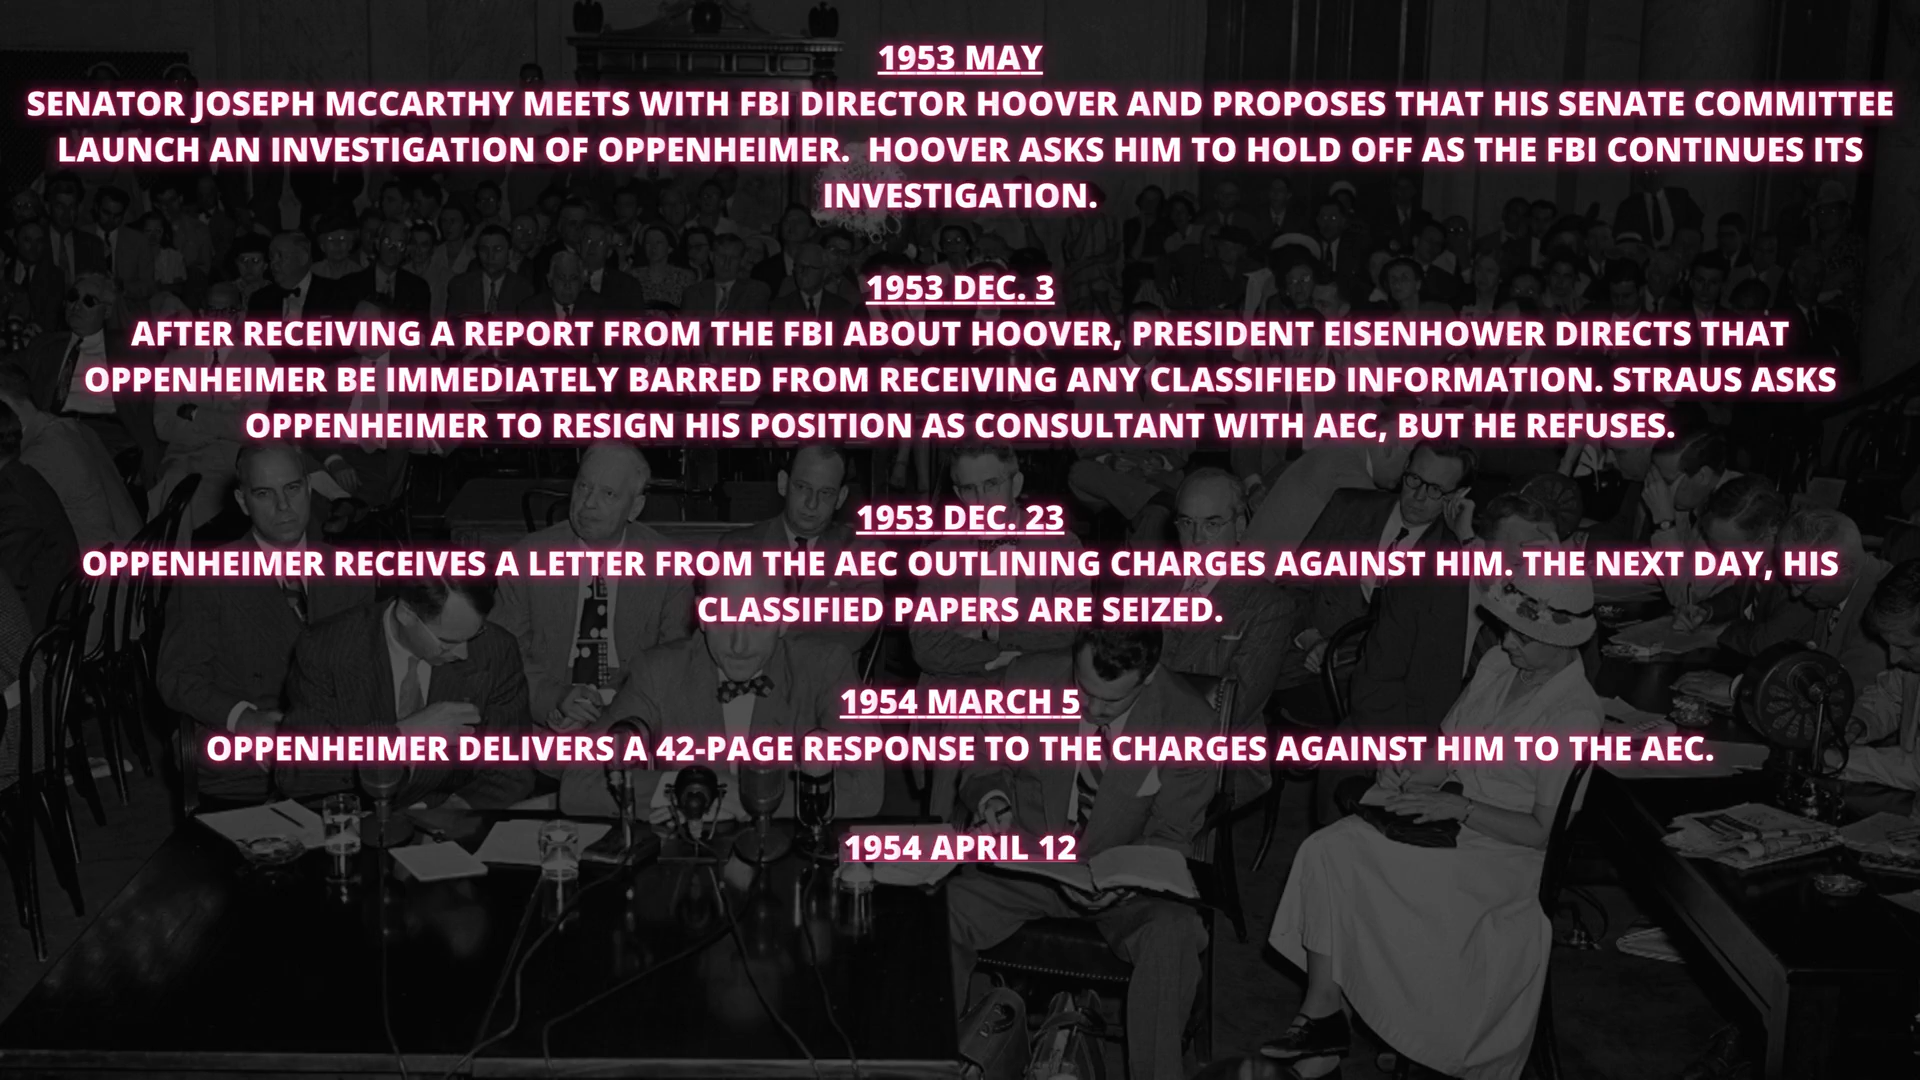 1953 MAY
SENATOR JOSEPH MCCARTHY MEETS WITH FBI DIRECTOR HOOVER AND PROPOSES THAT HIS SENATE COMMITTEE
LAUNCH AN INVESTIGATION OF OPPENHEIMER. HOOVER ASKS HIM TO HOLD OFF AS THE FBI CONTINUES ITS
INVESTIGATION.
1953 DEC. 3
AFTER RECEIVING A REPORT FROM THE FBI ABOUT HOOVER, PRESIDENT EISENHOWER DIRECTS THAT
OPPENHEIMER BE IMMEDIATELY BARRED FROM RECEIVING ANY CLASSIFIED INFORMATION. STRAUS ASKS
OPPENHEIMER TO RESIGN HIS POSITION AS CONSULTANT WITH AEC, BUT HE REFUSES.
1953 DEC. 23
OPPENHEIMER RECEIVES A LETTER FROM THE AEC OUTLINING CHARGES AGAINST HIM. THE NEXT DAY, HIS
CLASSIFIED PAPERS ARE SEIZED.
1954 MARCH 5
OPPENHEIMER DELIVERS A 42-PAGE RESPONSE TO THE CHARGES AGAINST HIM TO THE AEC.
1954 APRIL 12